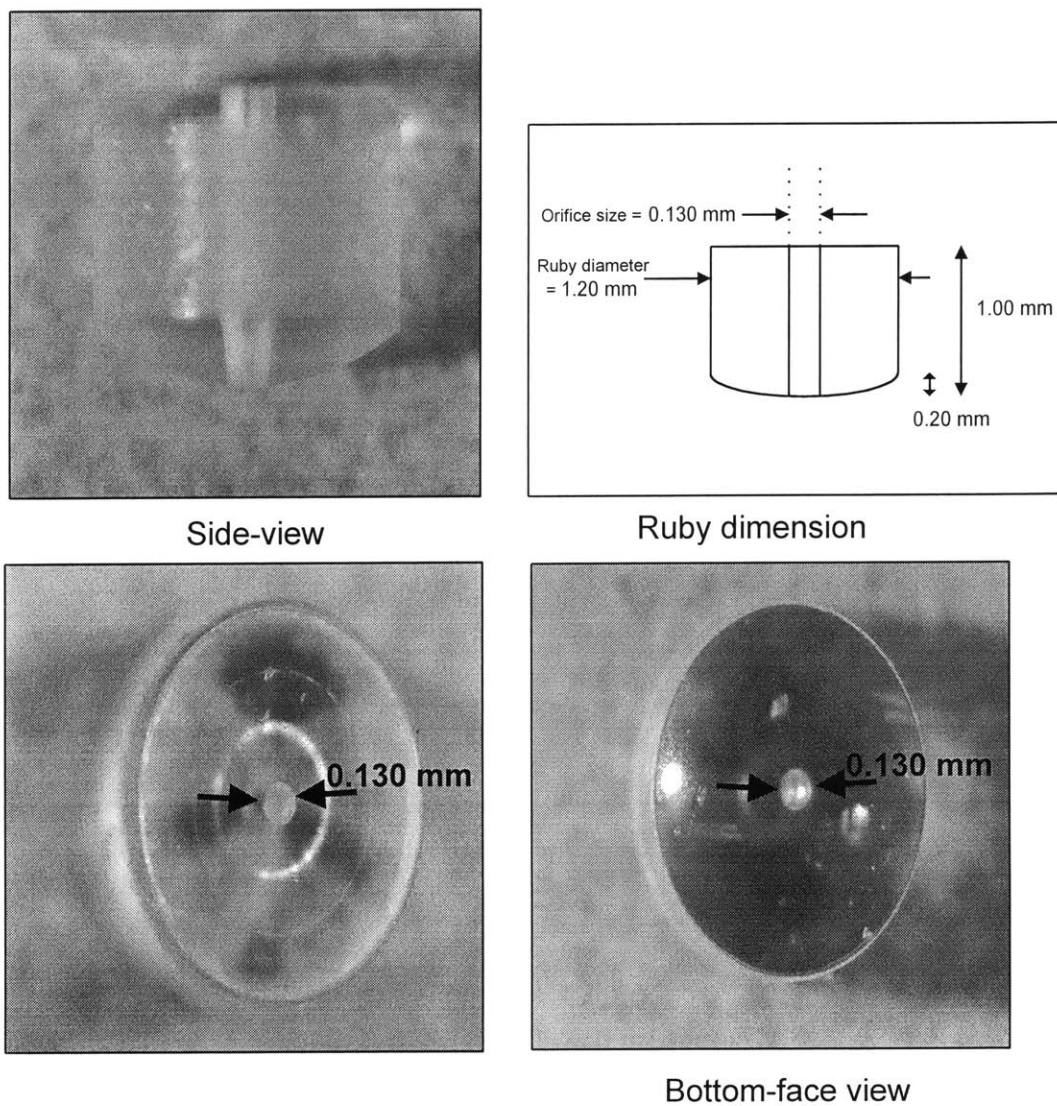 Orifice size = 0.130 mm
Ruby diameter
= 1.20 mm
1.00 mm
0.20 mm
Side-view
Ruby dimension
0.130 mm
0.130 mm
Bottom-face view